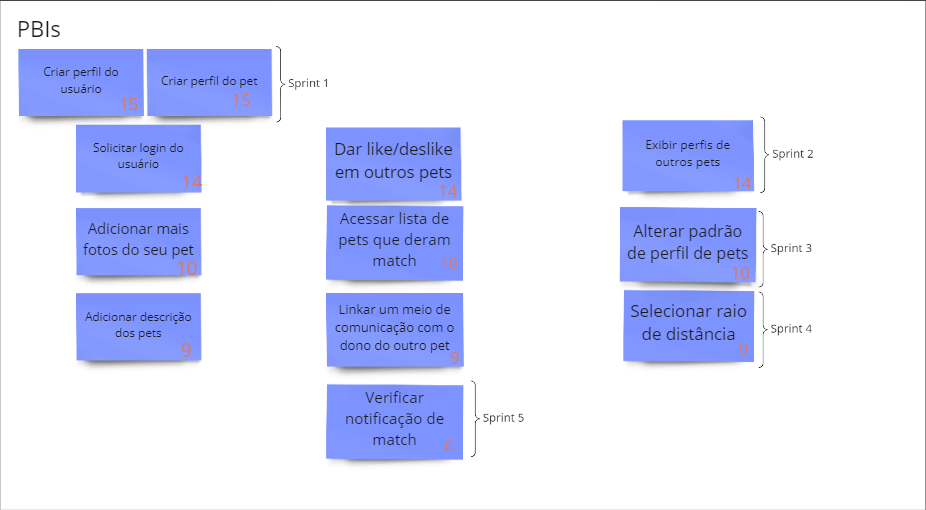 PBIs
Criar perfil do
usuário
15
Criar perfil do pet
15
Sprint 1
Solicitar login do
usuário
14
Dar like/deslike
em outros pets
14
Exibir perfis de
outros pets
14
Sprint 2
Adicionar mais
fotos do seu pet
10
Acessar lista de
pets que deram
match
10
Alterar padrão
de perfil de pets
10
Sprint 3
Adicionar descrição
dos pets
9
Linkar um meio de
comunicação com o
dono do outro pet
9
Selecionar raio
de distância
9
Sprint 4
Verificar
notificação de
match
6
Sprint 5